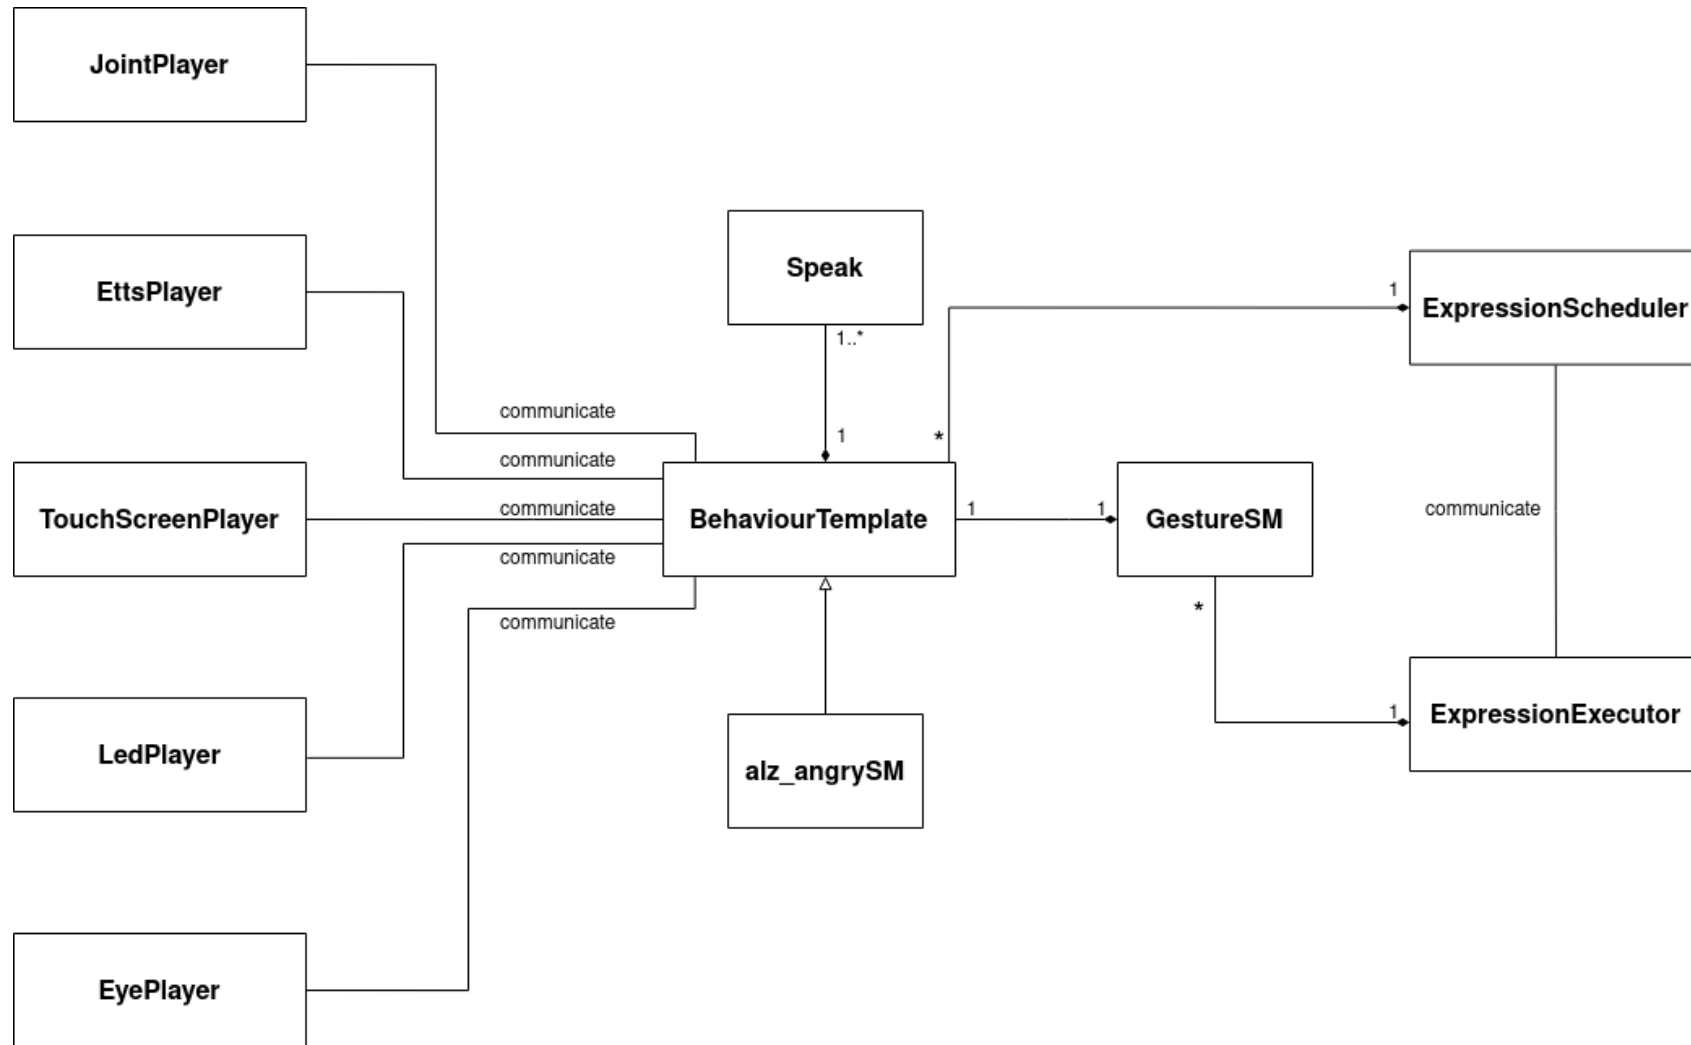 JointPlayer
EttsPlayer
TouchScreenPlayer
LedPlayer
EyePlayer
communicate
communicate
communicate
communicate
communicate
Speak
1..*
1
*
BehaviourTemplate
1
1
GestureSM
*
alz_angrySM
1
ExpressionScheduler
communicate
1
ExpressionExecutor